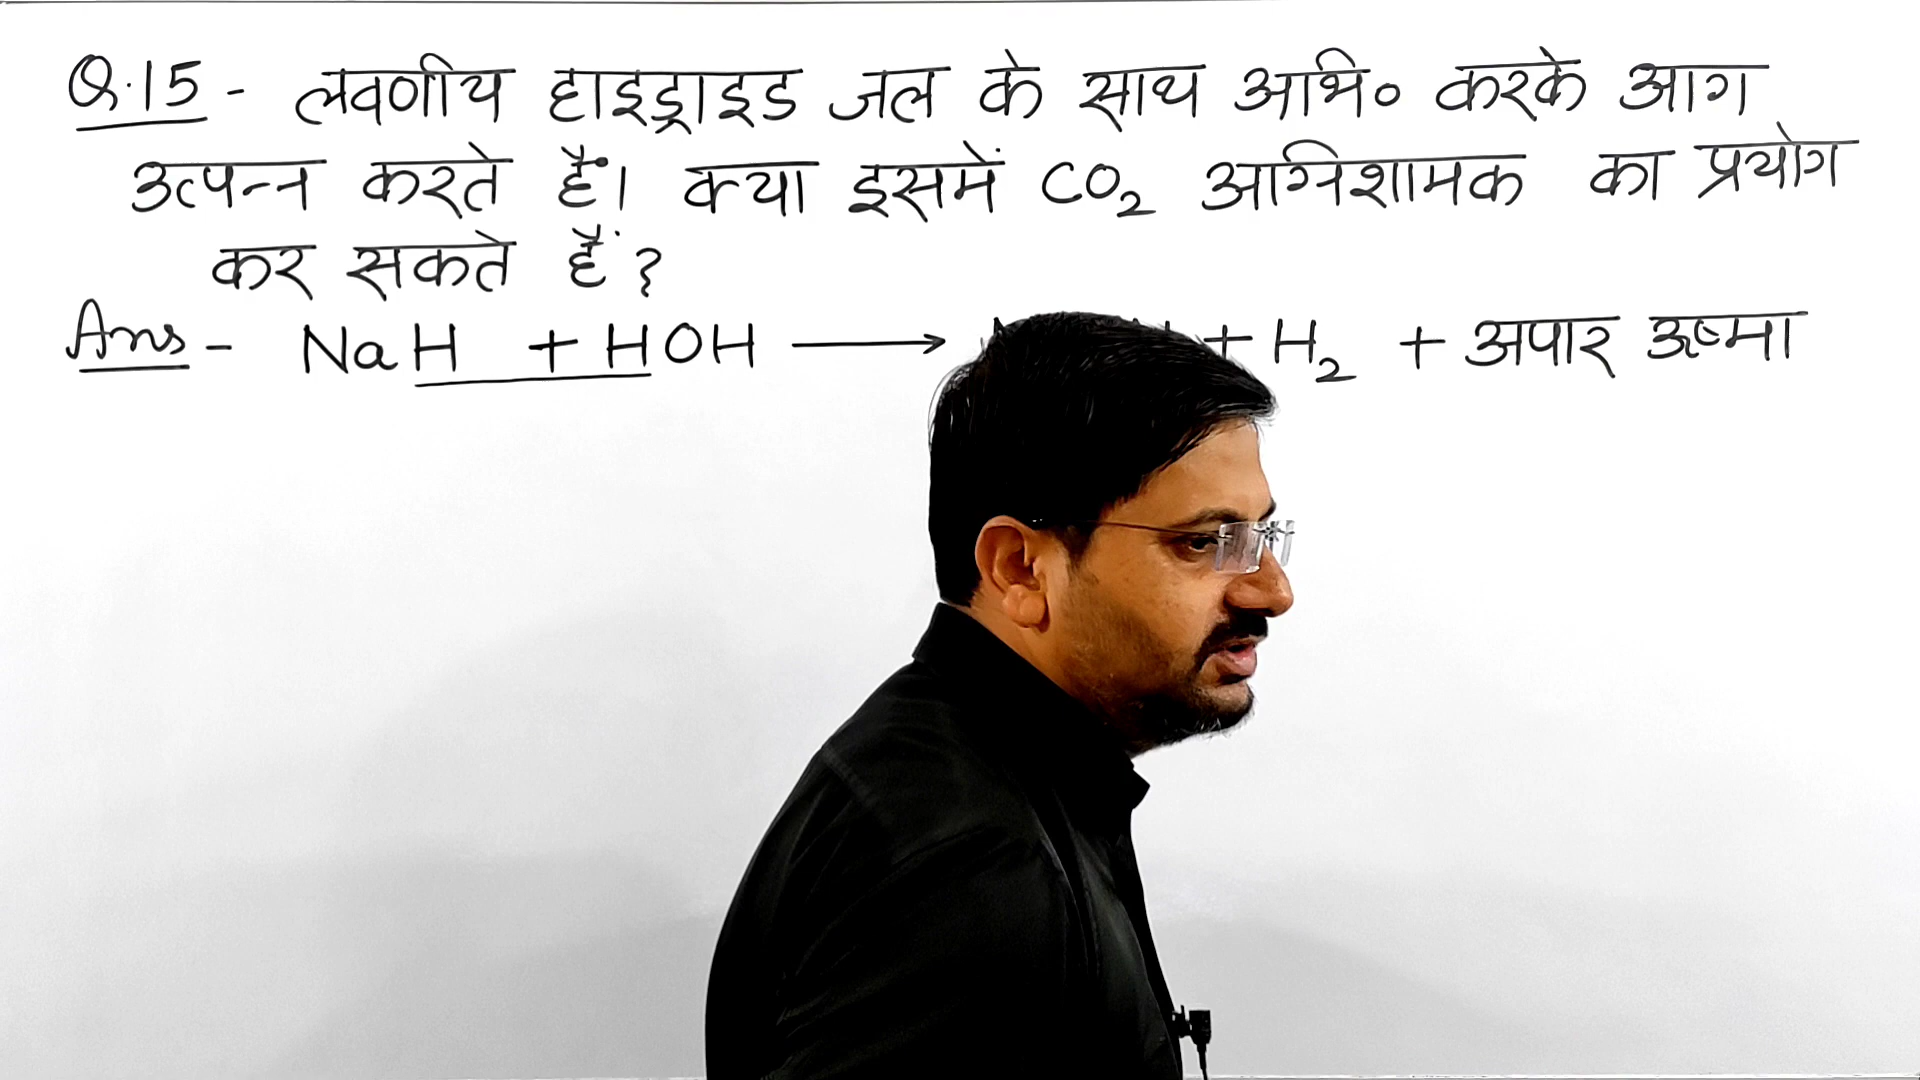 Q.15 - लवणीय हाइड्राइड जल के साथ अभि० करके आग
उत्पन्न करते हैं। क्या इसमें CO₂ अग्निशामक का प्रयोग
कर सकते हैं ?
Ans - NaH + HOH ⟶ + H₂ + अपार ऊष्मा